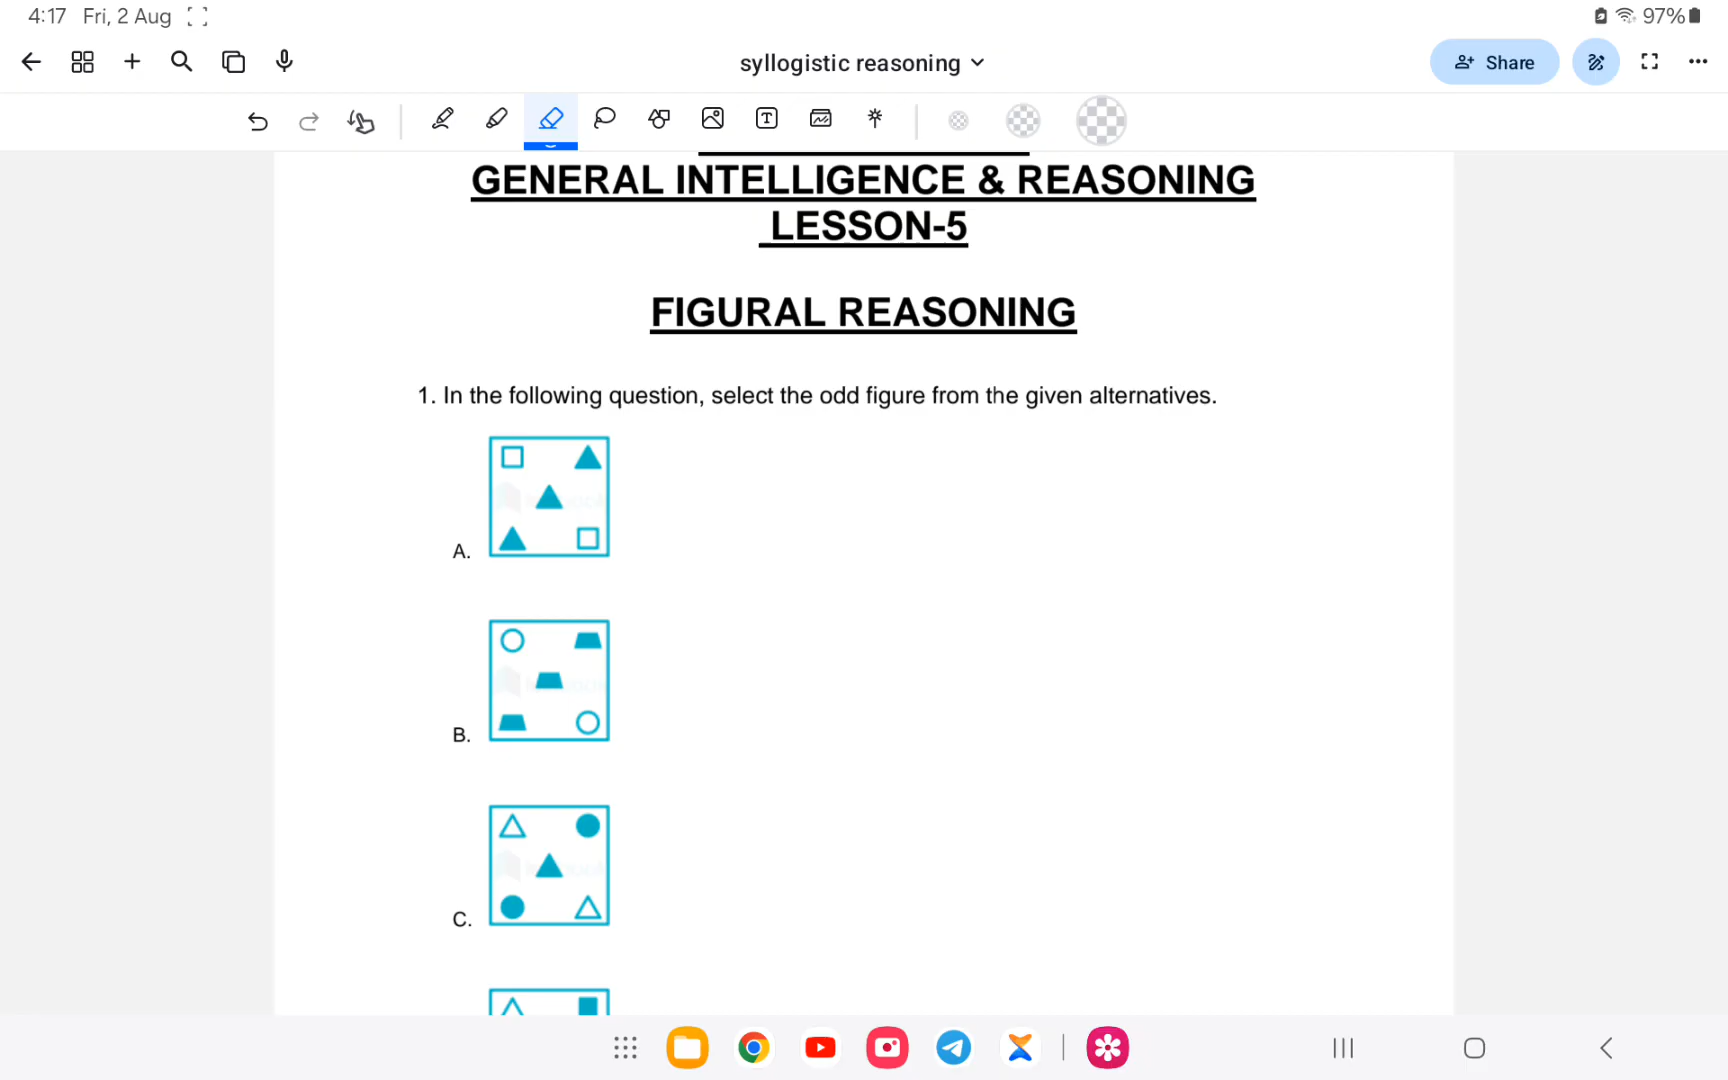 4:17 Fri, 2 Aug
97%
syllogistic reasoning
Share
GENERAL INTELLIGENCE & REASONING
LESSON-5
FIGURAL REASONING
1. In the following question, select the odd figure from the given alternatives.
A.
B.
C.